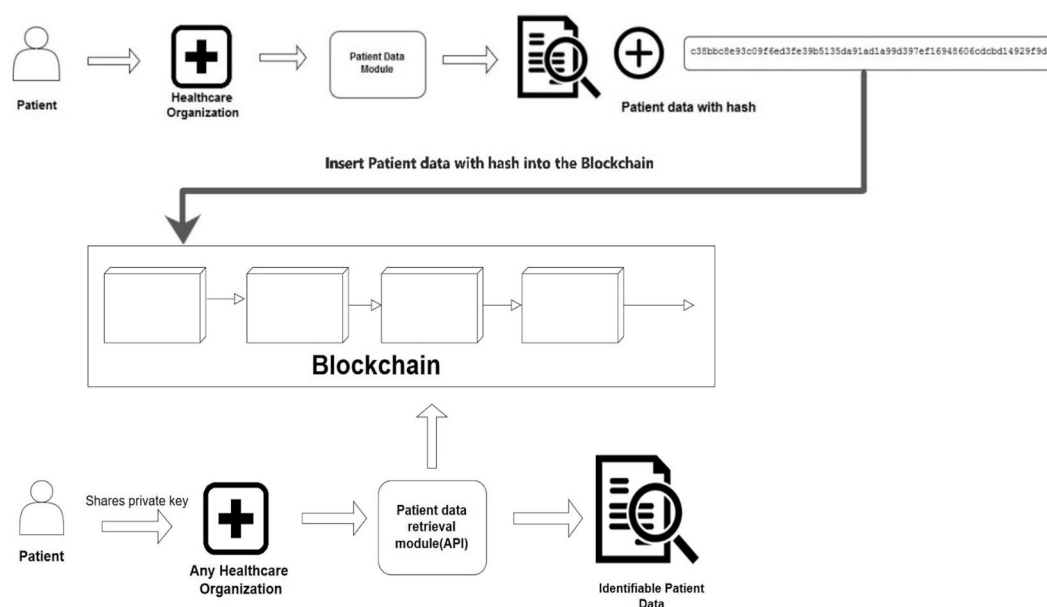 Patient
Healthcare
Organization
Patient Data
Module
Patient data with hash
c38bbc8e93c09f6ed3fe39b5135da91ad1a99d397ef16948606cdcbd14929f9d
Insert Patient data with hash into the Blockchain
Blockchain
Patient
Shares private key
Any Healthcare
Organization
Patient data
retrieval
module(API)
Identifiable Patient
Data